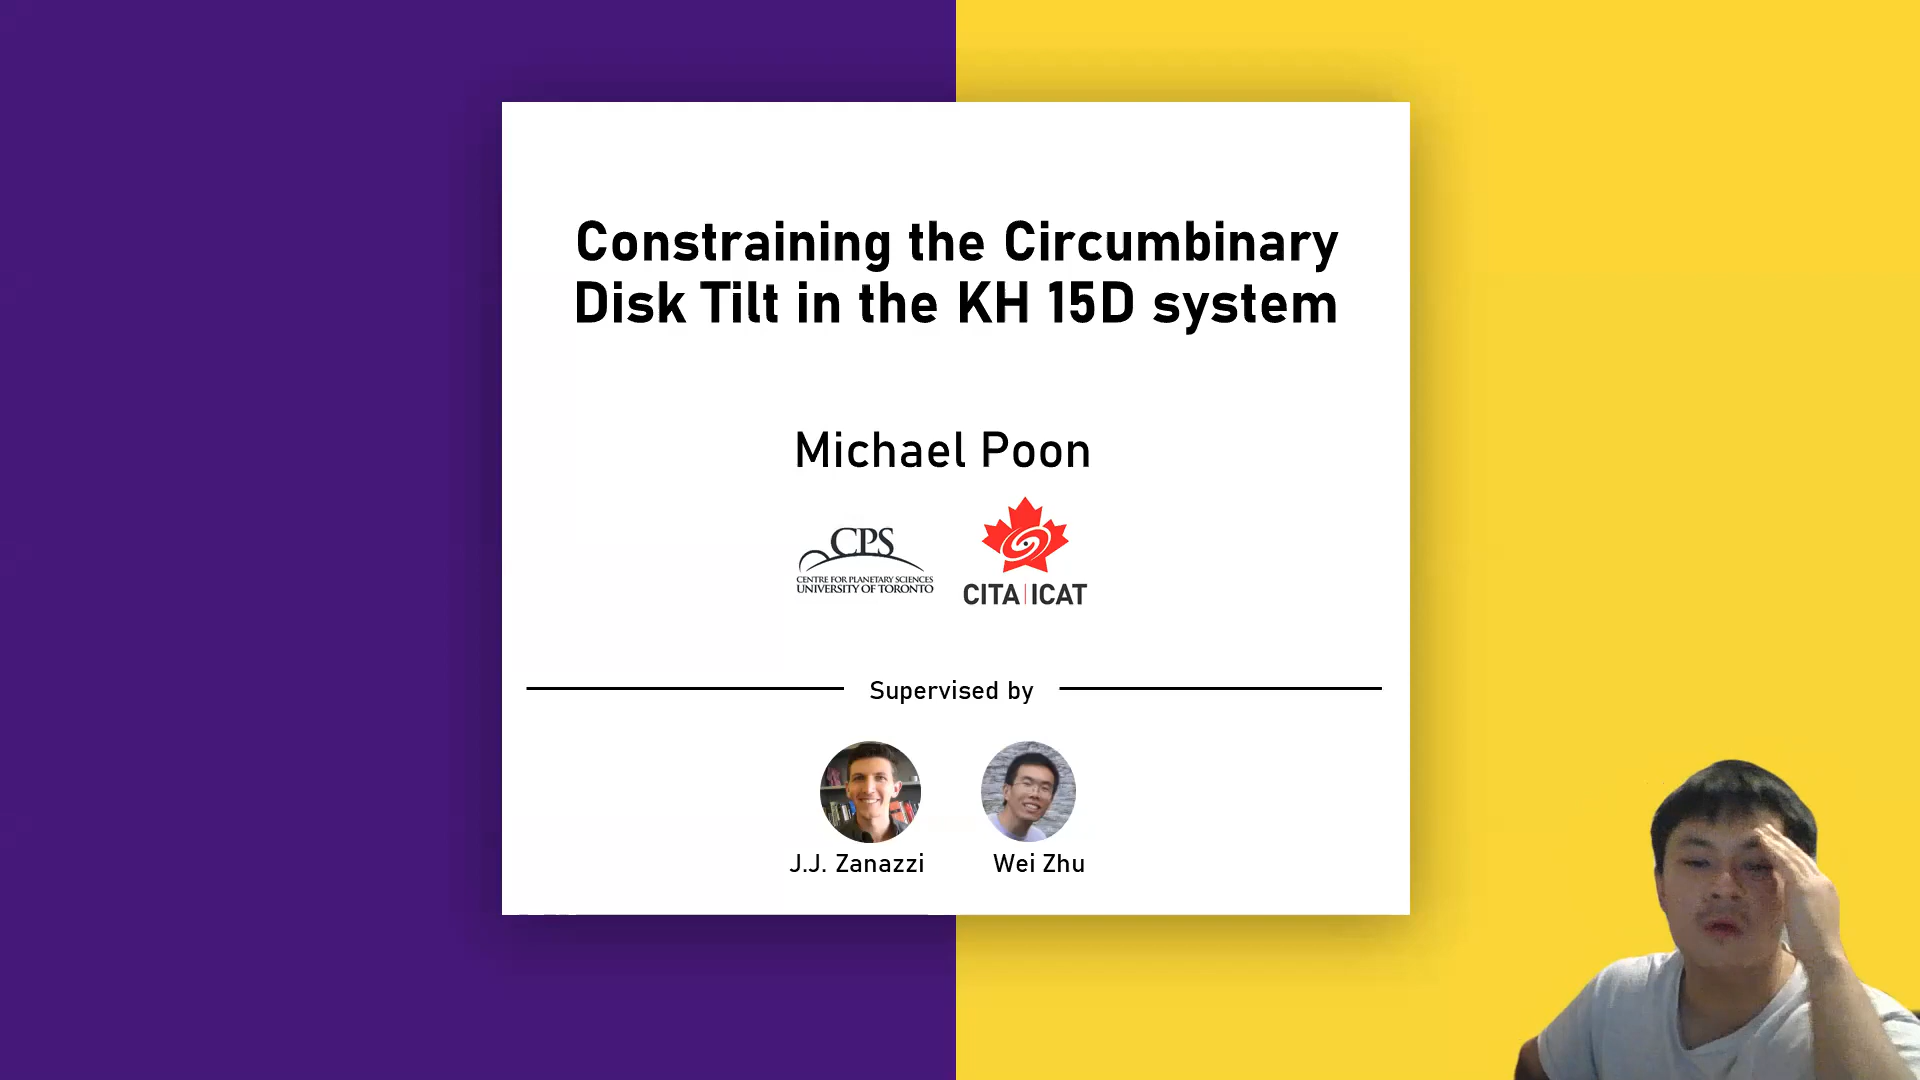 Constraining the Circumbinary
Disk Tilt in the KH 15D system
Michael Poon
CPS
CENTRE FOR PLANETARY SCIENCES
UNIVERSITY OF TORONTO
CITA|ICAT
Supervised by
J.J. Zanazzi
Wei Zhu